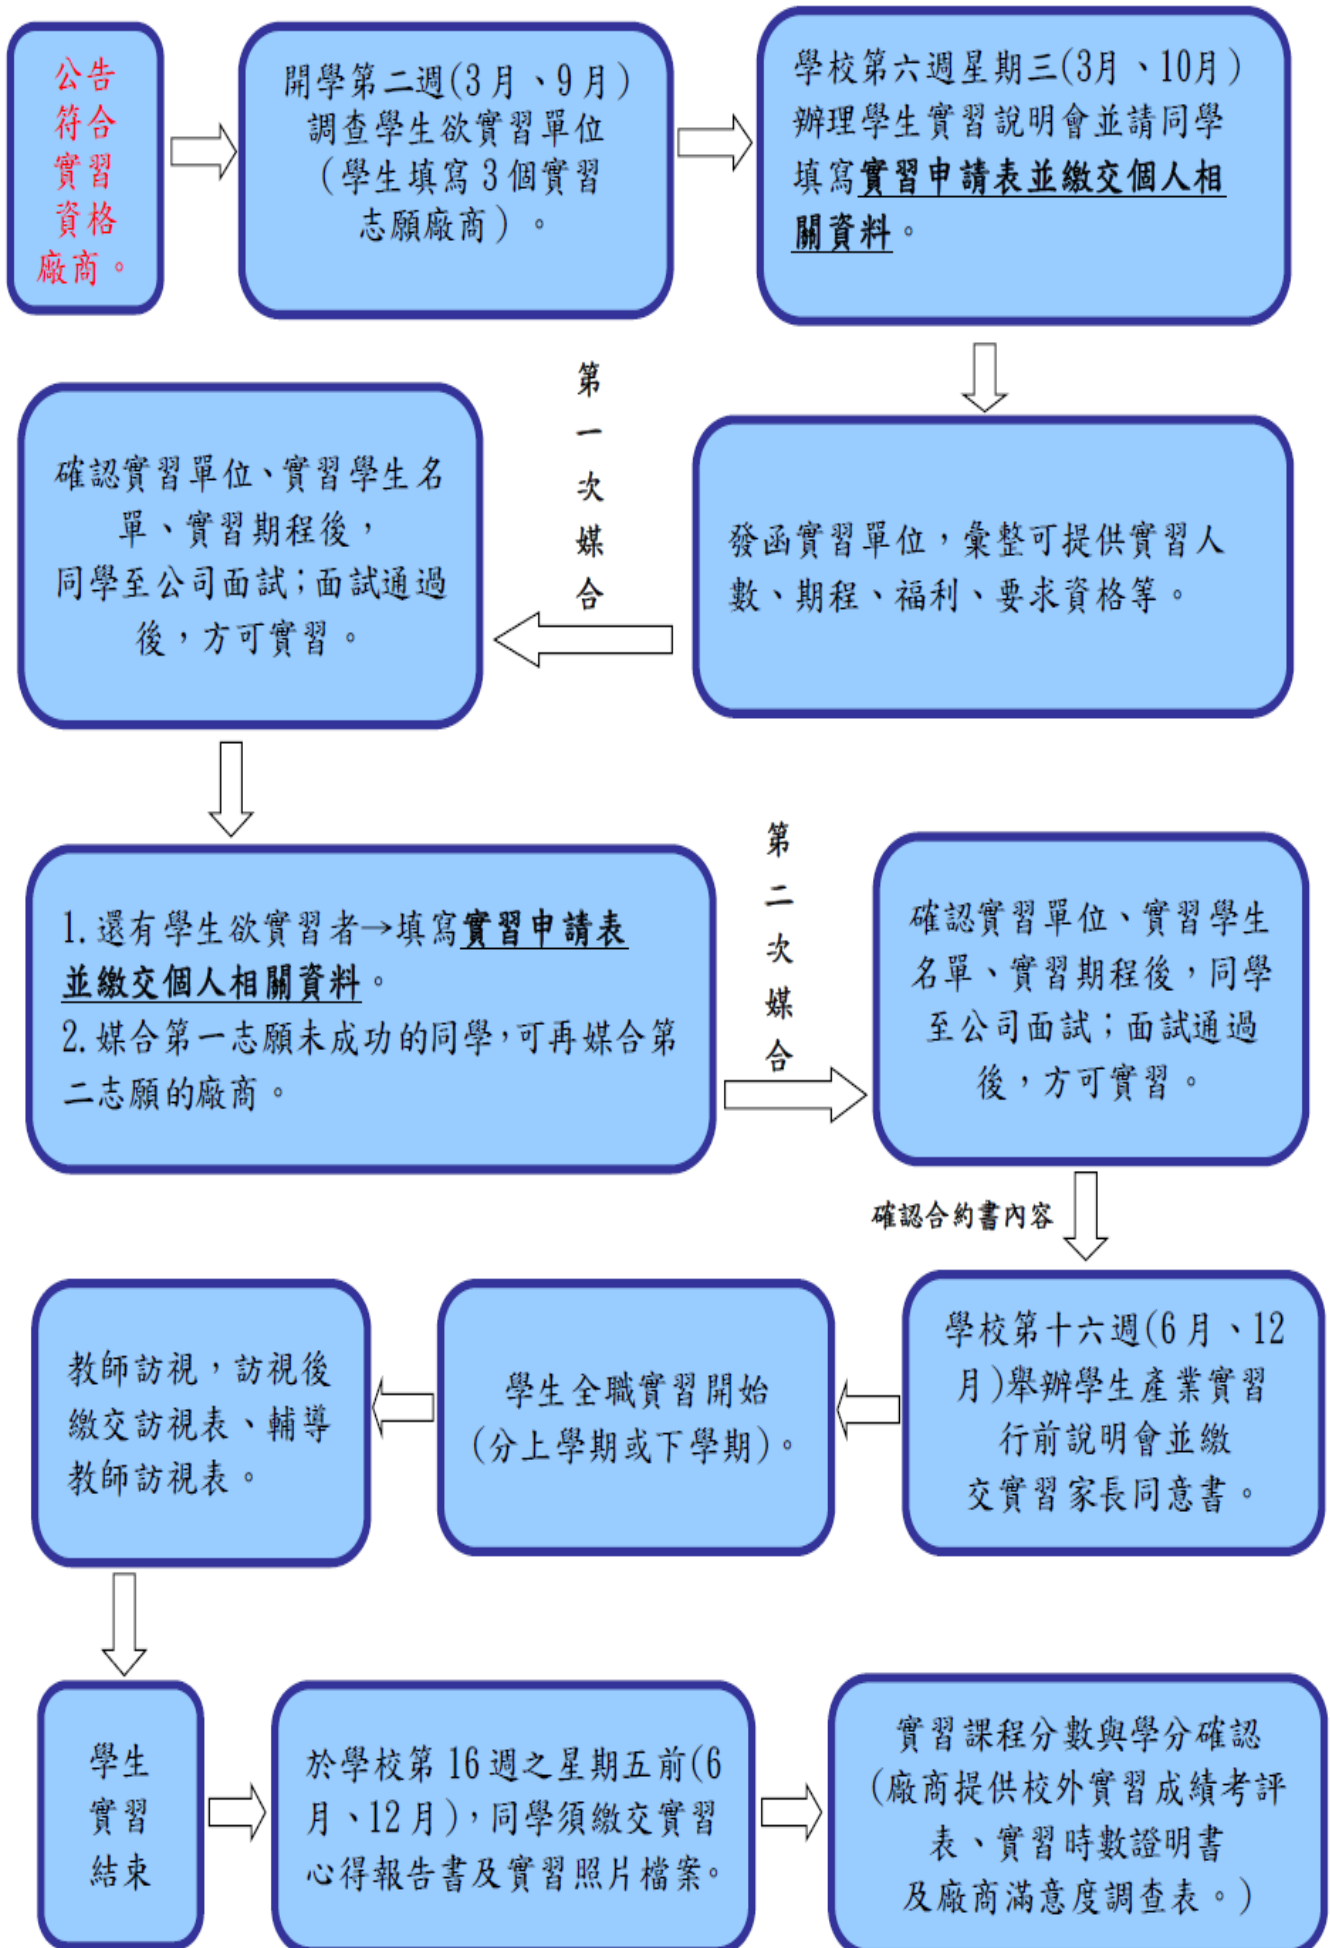 公告
符合
實習
資格
廠商。
開學第二週(3月、9月)
調查學生欲實習單位
(學生填寫3個實習
志願廠商)。
學校第六週星期三(3月、10月)
辦理學生實習說明會並請同學
填寫實習申請表並繳交個人相
關資料。
發函實習單位，彙整可提供實習人
數、期程、福利、要求資格等。
第
一
次
媒
合
確認實習單位、實習學生名
單、實習期程後，
同學至公司面試；面試通過
後，方可實習。
1.還有學生欲實習者→填寫實習申請表
並繳交個人相關資料。
2.媒合第一志願未成功的同學，可再媒合第
二志願的廠商。
第
二
次
媒
合
確認實習單位、實習學生
名單、實習期程後，同學
至公司面試；面試通過
後，方可實習。
確認合約書內容
學校第十六週(6月、12
月)舉辦學生產業實習
行前說明會並繳
交實習家長同意書。
學生全職實習開始
(分上學期或下學期)。
教師訪視，訪視後
繳交訪視表、輔導
教師訪視表。
學生
實習
結束
於學校第16週之星期五前(6
月、12月)，同學須繳交實習
心得報告書及實習照片檔案。
實習課程分數與學分確認
(廠商提供校外實習成績考評
表、實習時數證明書
及廠商滿意度調查表。)